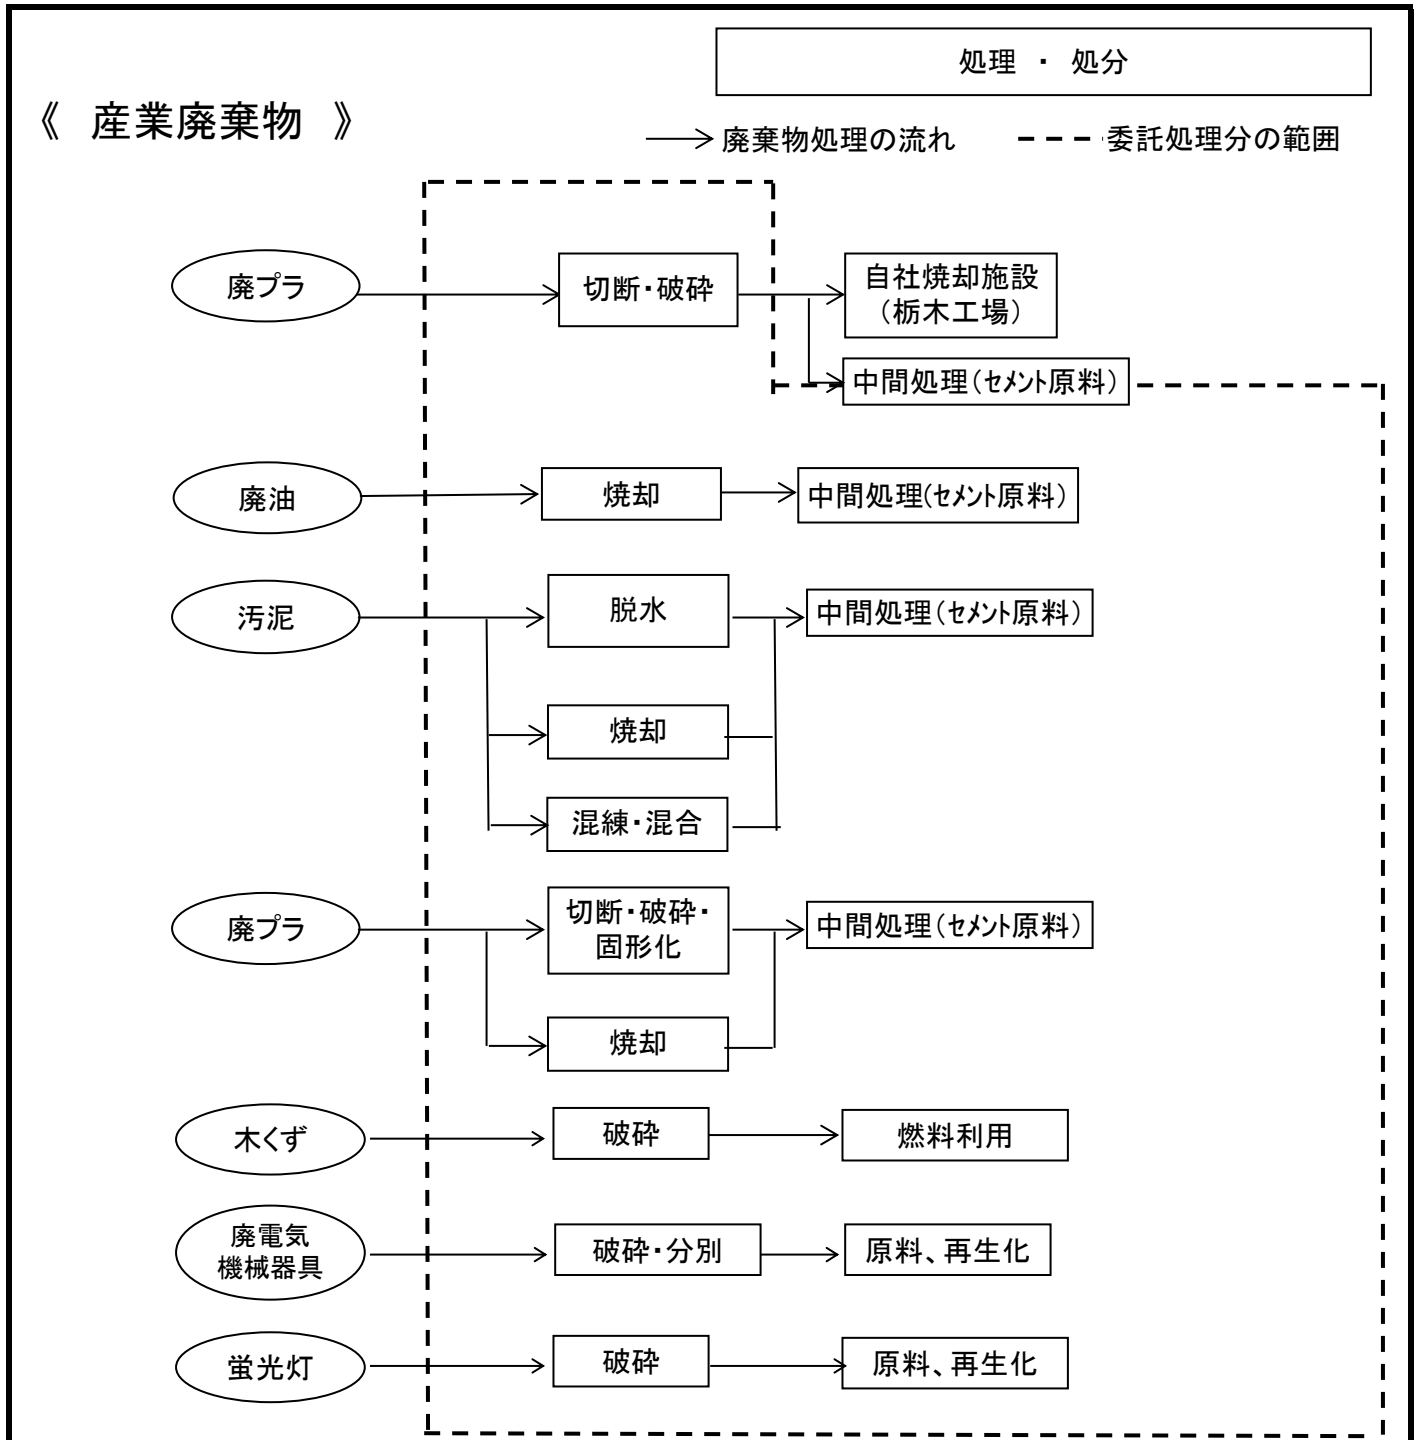 処理 ・ 処分
《 産業廃棄物 》
廃棄物処理の流れ
委託処理分の範囲
廃プラ
切断・破砕
自社焼却施設
(栃木工場)
中間処理(セメント原料)
廃油
焼却
中間処理(セメント原料)
汚泥
脱水
中間処理(セメント原料)
焼却
混練・混合
廃プラ
切断・破砕・
固形化
中間処理(セメント原料)
焼却
木くず
破砕
燃料利用
廃電気
機械器具
破砕・分別
原料、再生化
蛍光灯
破砕
原料、再生化